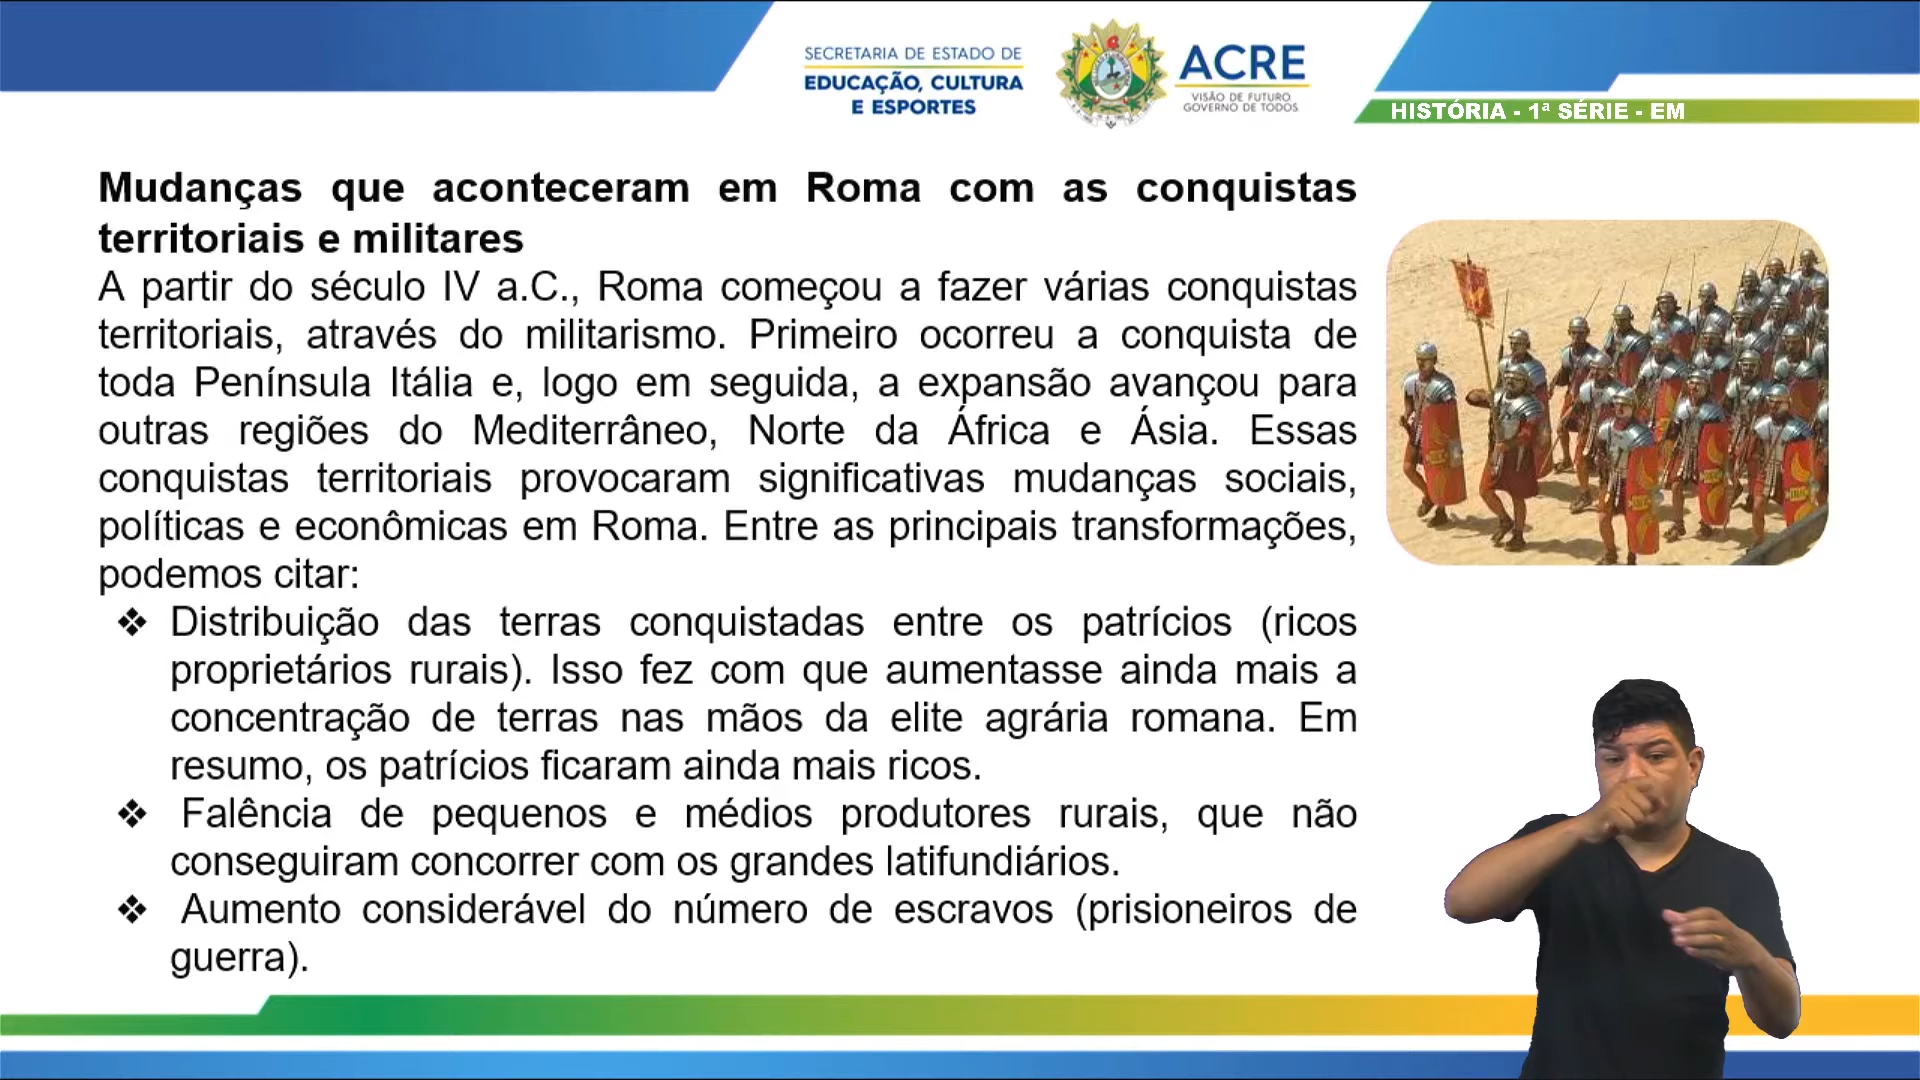 SECRETARIA DE ESTADO DE
EDUCAÇÃO, CULTURA
E ESPORTES
ACRE
VISÃO DE FUTURO
GOVERNO DE TODOS
HISTÓRIA - 1ª SÉRIE - EM
Mudanças que aconteceram em Roma com as conquistas
territoriais e militares
A partir do século IV a.C., Roma começou a fazer várias conquistas
territoriais, através do militarismo. Primeiro ocorreu a conquista de
toda Península Itália e, logo em seguida, a expansão avançou para
outras regiões do Mediterrâneo, Norte da África e Ásia. Essas
conquistas territoriais provocaram significativas mudanças sociais,
políticas e econômicas em Roma. Entre as principais transformações,
podemos citar:
❖ Distribuição das terras conquistadas entre os patrícios (ricos
proprietários rurais). Isso fez com que aumentasse ainda mais a
concentração de terras nas mãos da elite agrária romana. Em
resumo, os patrícios ficaram ainda mais ricos.
❖ Falência de pequenos e médios produtores rurais, que não
conseguiram concorrer com os grandes latifundiários.
❖ Aumento considerável do número de escravos (prisioneiros de
guerra).